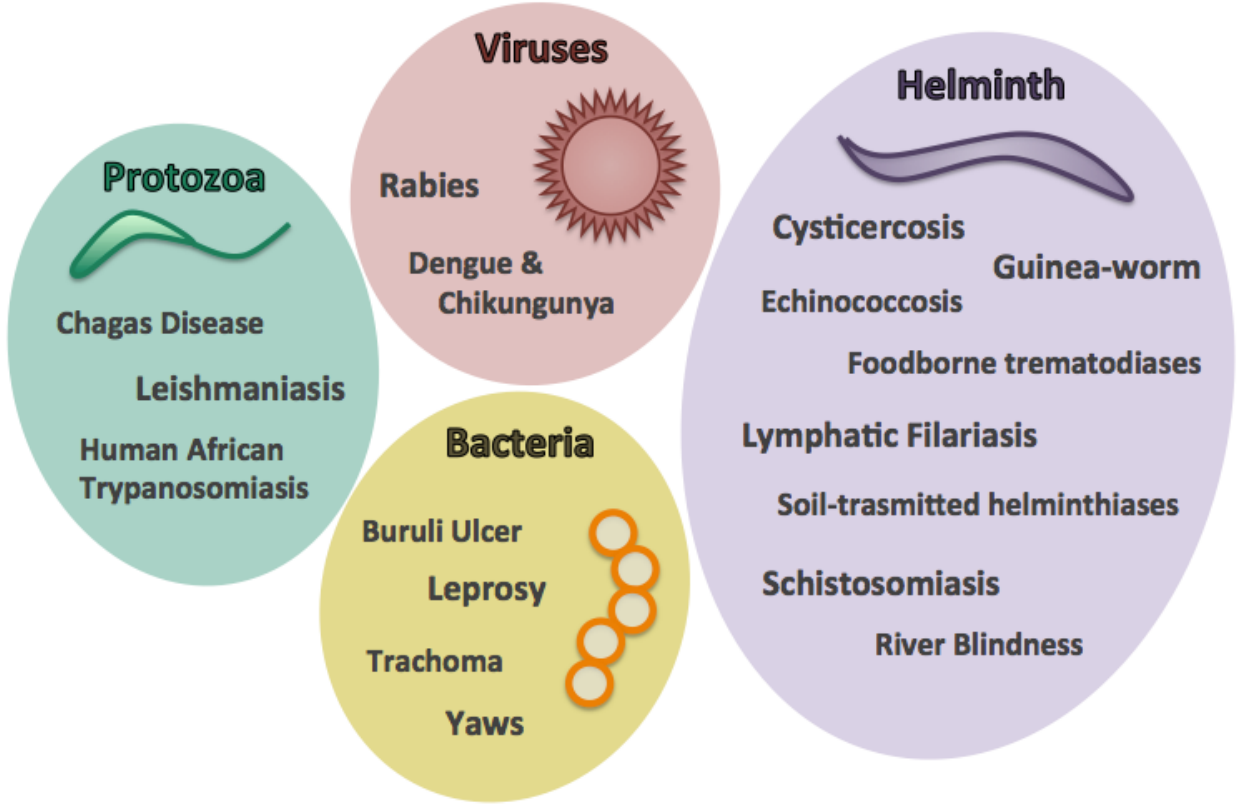 Viruses
Rabies
Dengue &
Chikungunya
Helminth
Cysticercosis
Guinea-worm
Echinococcosis
Foodborne trematodiases
Lymphatic Filariasis
Soil-trasmitted helminthiases
Schistosomiasis
River Blindness
Protozoa
Chagas Disease
Leishmaniasis
Human African
Trypanosomiasis
Bacteria
Buruli Ulcer
Leprosy
Trachoma
Yaws